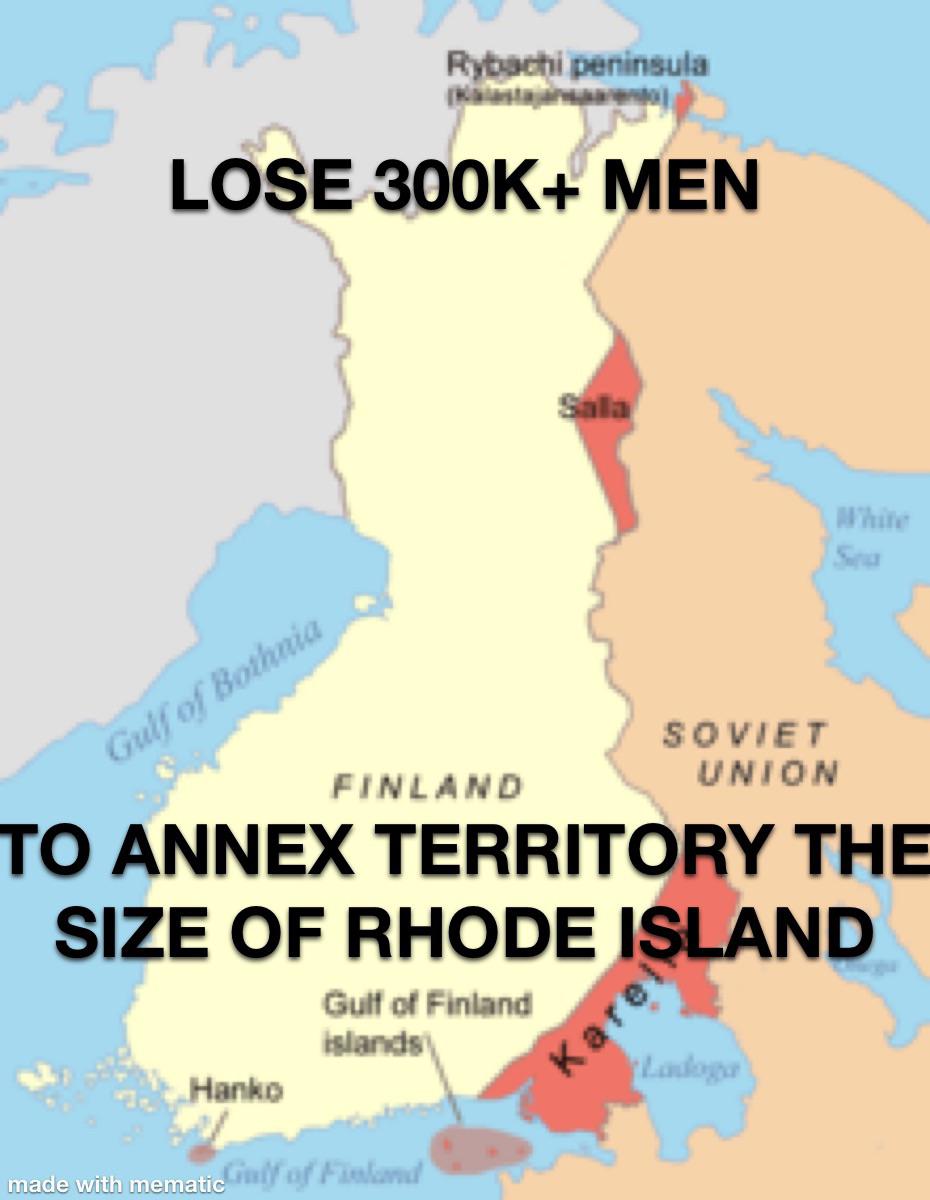 Rybachi peninsula
(Kalastajansaarento)
LOSE 300K+ MEN
Salla
White
Sea
Gulf of Bothnia
SOVIET
UNION
FINLAND
TO ANNEX TERRITORY THE
SIZE OF RHODE ISLAND
Karelia
Gulf of Finland
islands
Ladoga
Hanko
Gulf of Finland
made with mematic